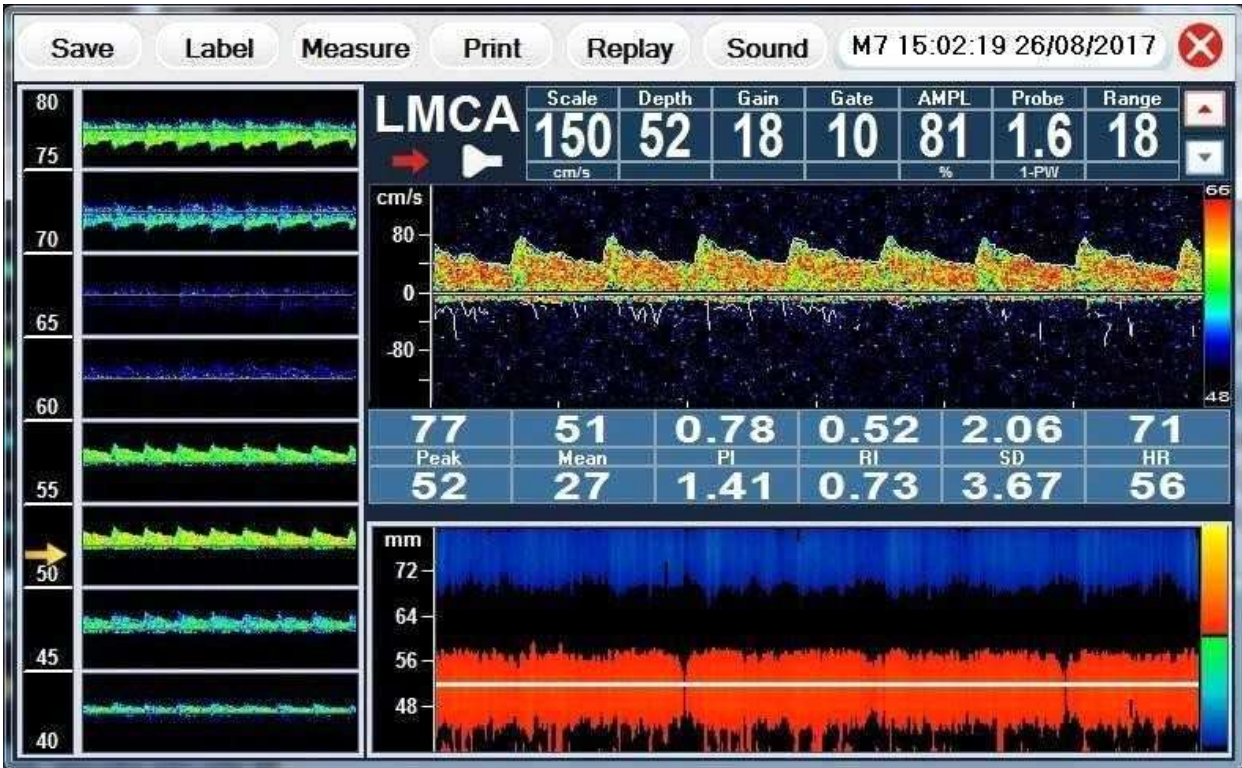 Save Label Measure Print Replay Sound M7 15:02:19 26/08/2017
80
75
70
65
60
55
50
45
40
LMCA
Scale Depth Gain Gate AMPL Probe Range
150 52 18 10 81 1.6 18
cm/s % 1-PW
cm/s
80
0
-80
66
48
77 51 0.78 0.52 2.06 71
Peak Mean PI RI SD HR
52 27 1.41 0.73 3.67 56
mm
72
64
56
48